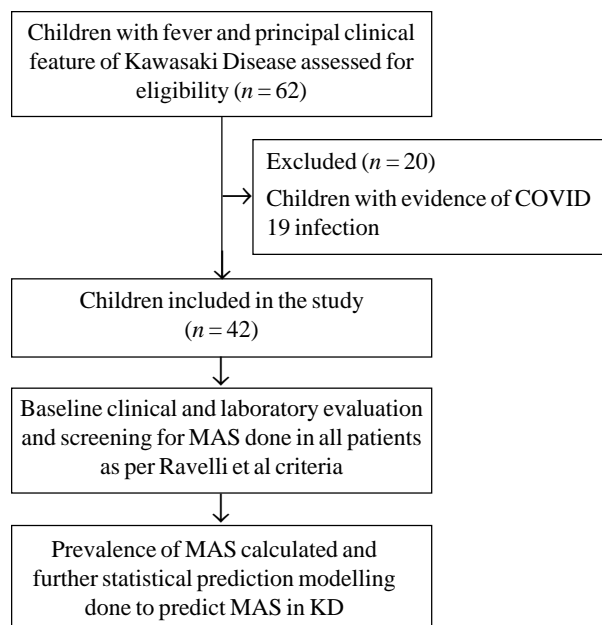 Children with fever and principal clinical
feature of Kawasaki Disease assessed for
eligibility (n = 62)
Excluded (n = 20)
Children with evidence of COVID
19 infection
Children included in the study
(n = 42)
Baseline clinical and laboratory evaluation
and screening for MAS done in all patients
as per Ravelli et al criteria
Prevalence of MAS calculated and
further statistical prediction modelling
done to predict MAS in KD